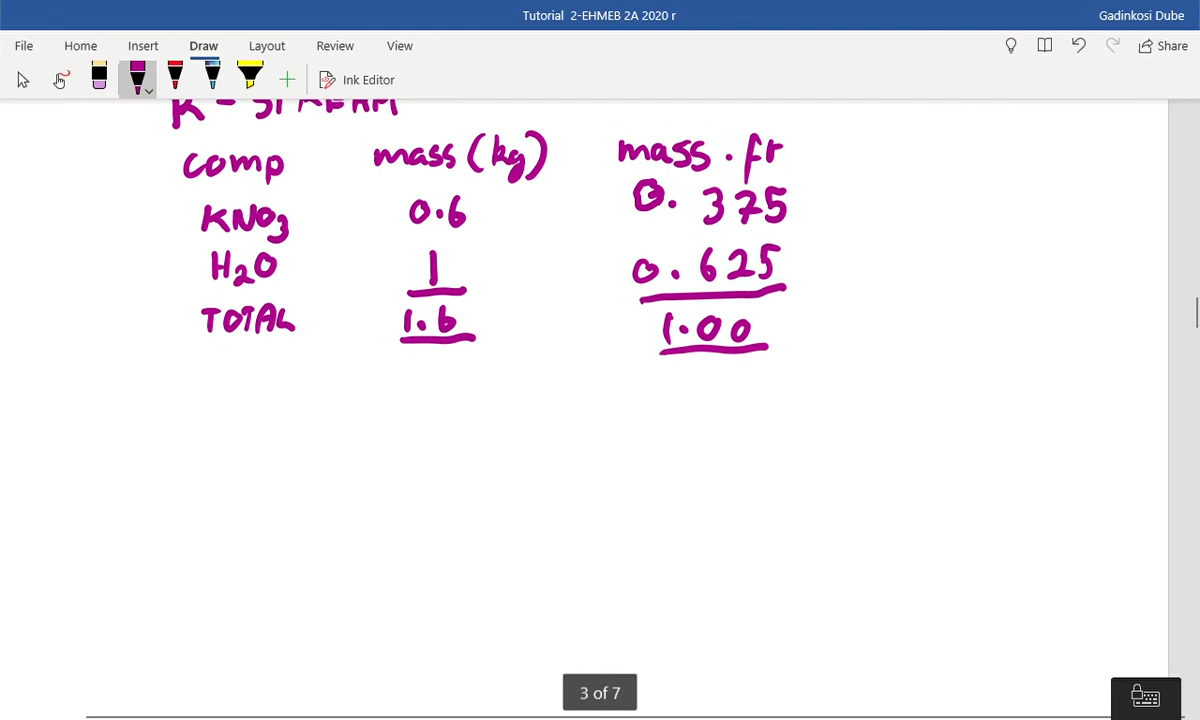 Tutorial 2-EHMEB 2A 2020 r
Gadinkosi Dube
File Home Insert Draw Layout Review View
Share
Ink Editor
R - STREAM
comp mass (kg) mass. fr
KNO3 0.6 0.375
H2O 1 0.625
TOTAL 1.6 1.00
3 of 7